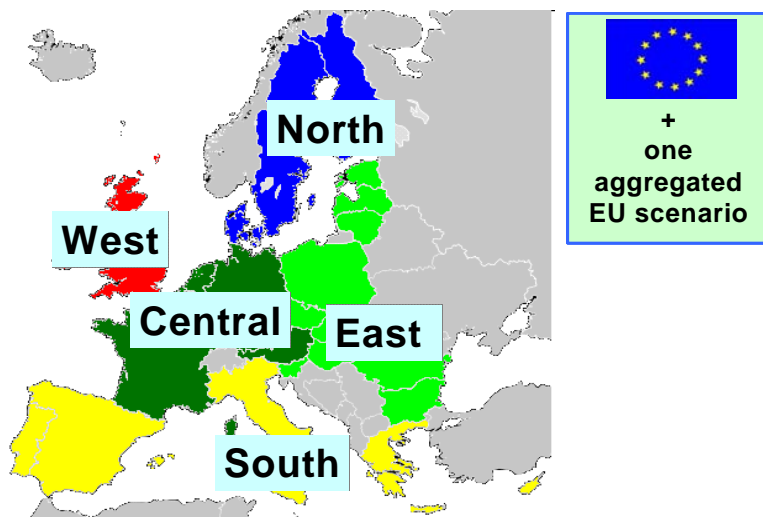 North
West
Central
East
South
+
one
aggregated
EU scenario